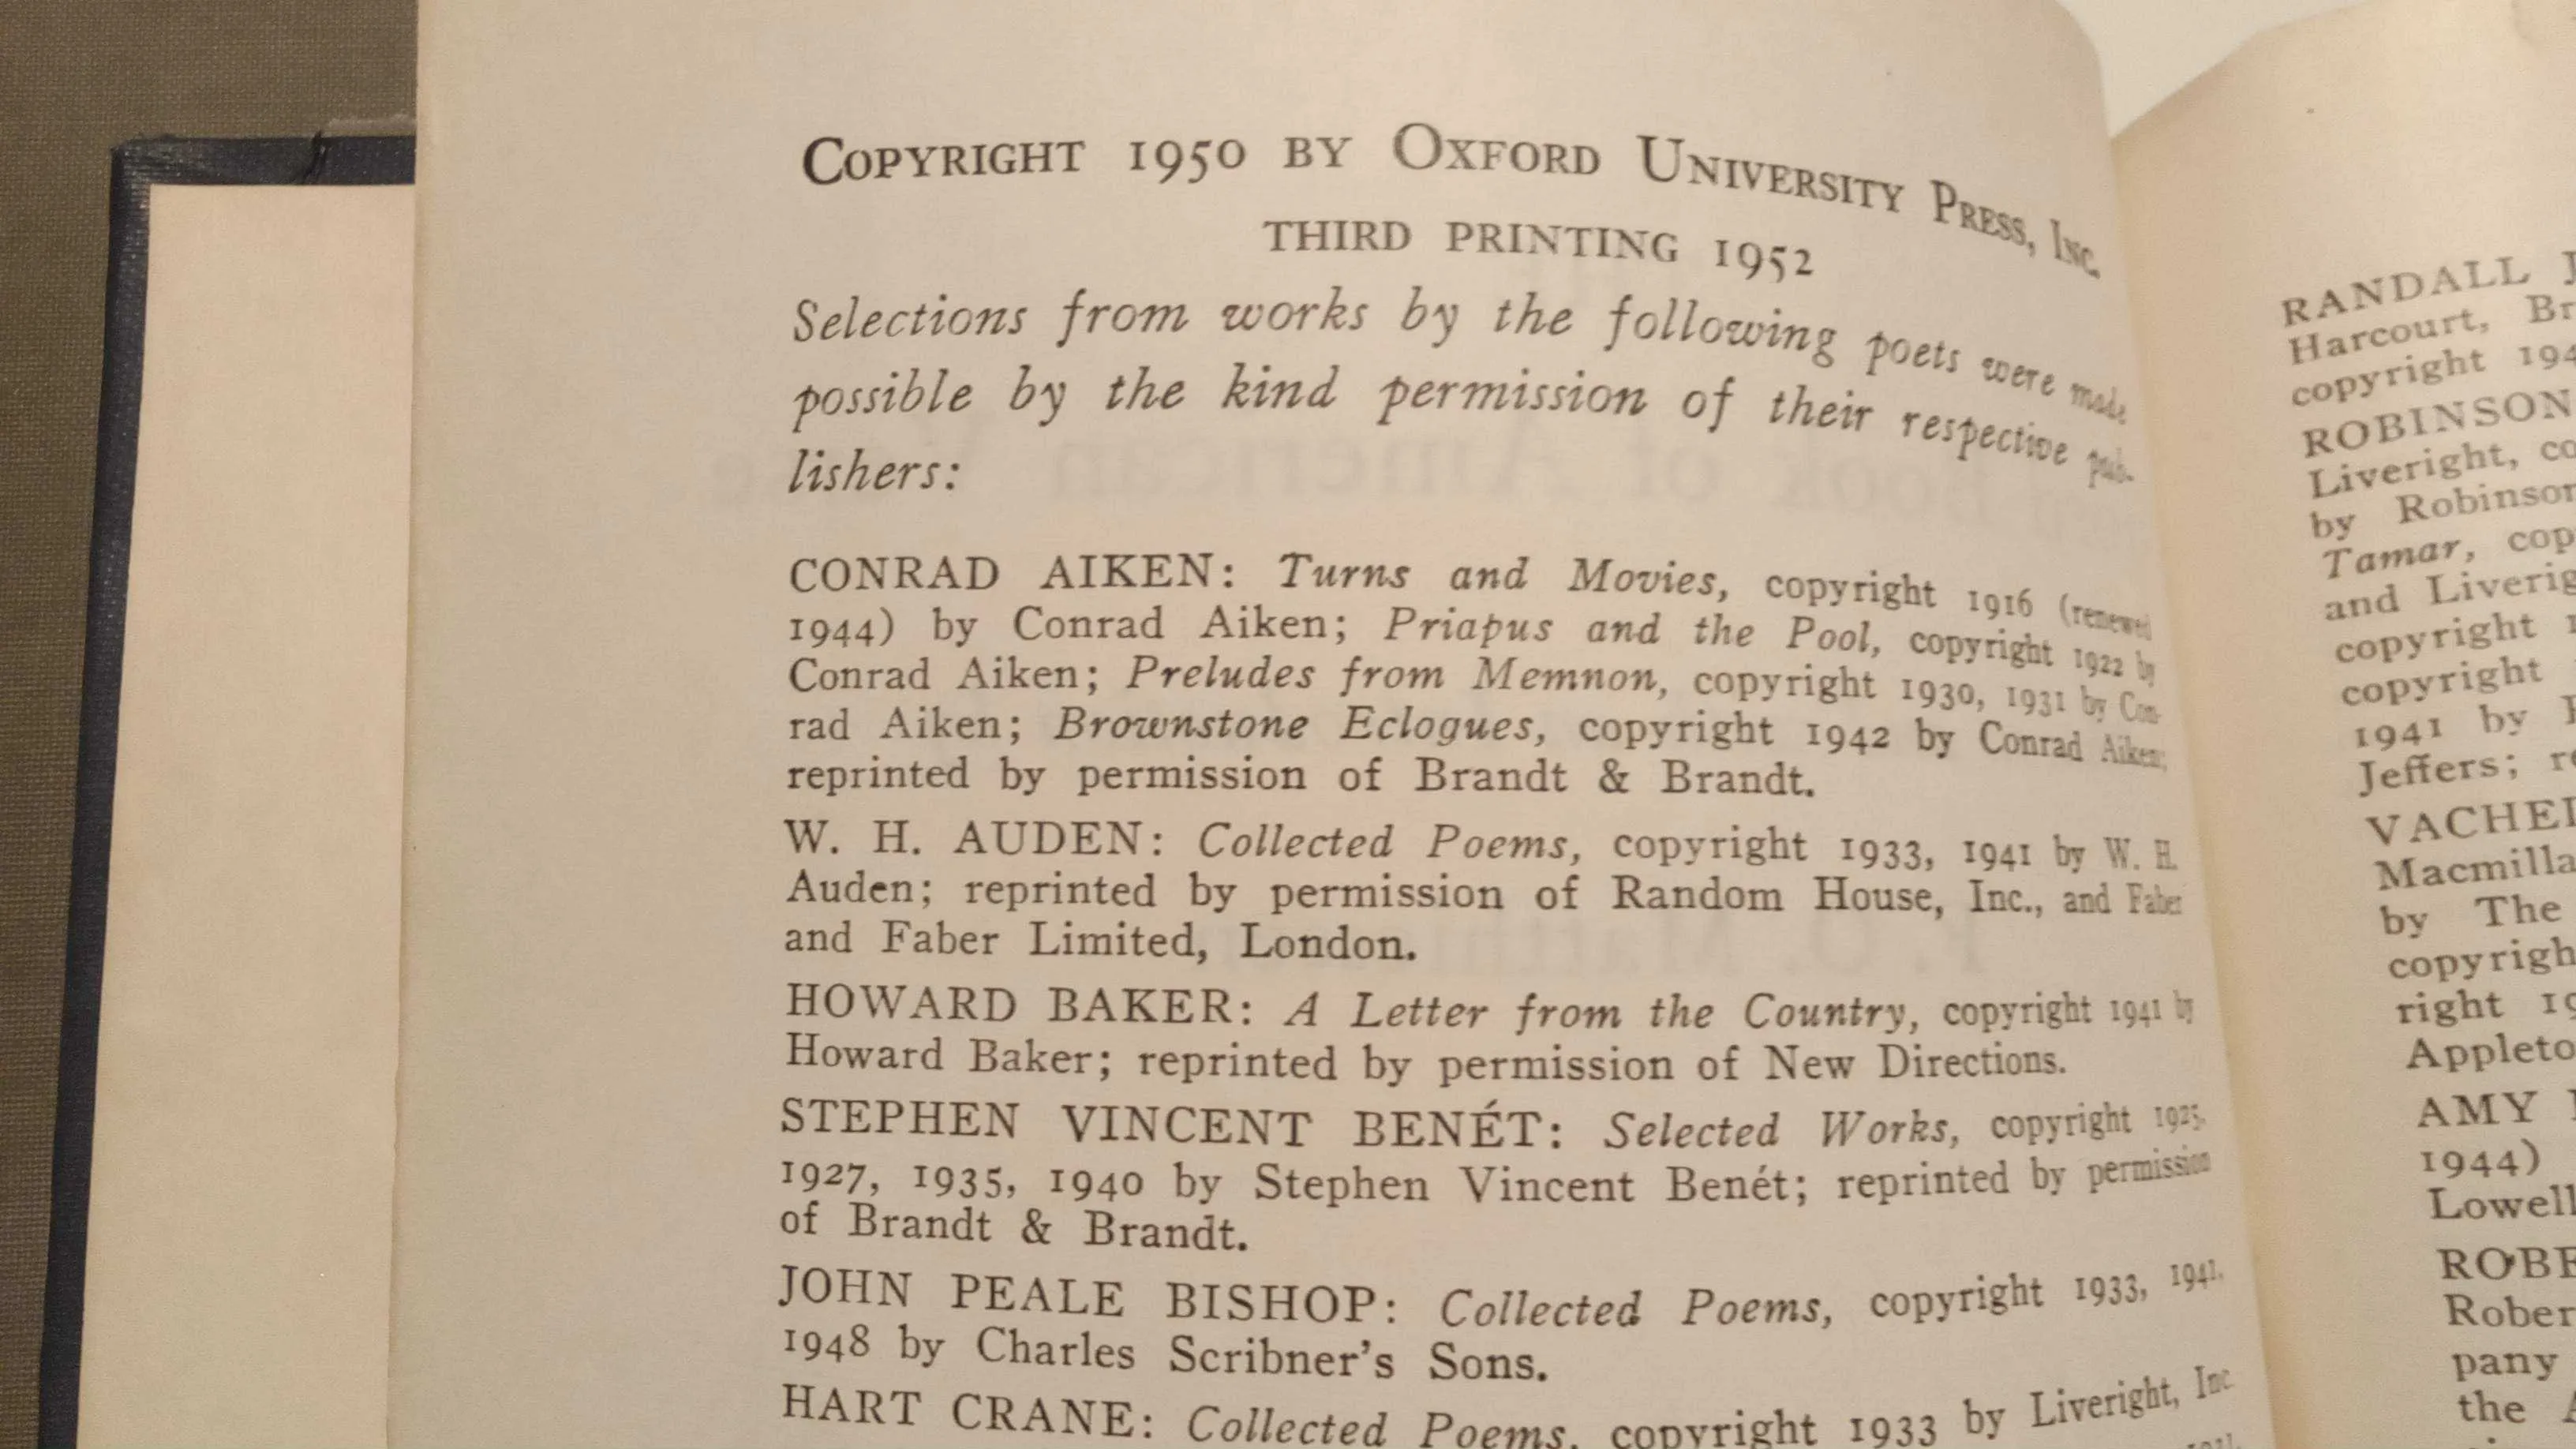 COPYRIGHT 1950 BY OXFORD UNIVERSITY PRESS, INC.
THIRD PRINTING 1952
Selections from works by the following poets were made
possible by the kind permission of their respective pub-
lishers:
CONRAD AIKEN: Turns and Movies, copyright 1916 (renewed
1944) by Conrad Aiken; Priapus and the Pool, copyright 1922 by
Conrad Aiken; Preludes from Memnon, copyright 1930, 1931 by Con-
rad Aiken; Brownstone Eclogues, copyright 1942 by Conrad Aiken;
reprinted by permission of Brandt & Brandt.
W. H. AUDEN: Collected Poems, copyright 1933, 1941 by W. H.
Auden; reprinted by permission of Random House, Inc., and Faber
and Faber Limited, London.
HOWARD BAKER: A Letter from the Country, copyright 1941 by
Howard Baker; reprinted by permission of New Directions.
STEPHEN VINCENT BENÉT: Selected Works, copyright 1925,
1927, 1935, 1940 by Stephen Vincent Benét; reprinted by permission
of Brandt & Brandt.
JOHN PEALE BISHOP: Collected Poems, copyright 1933, 1941,
1948 by Charles Scribner's Sons.
HART CRANE: Collected Poems, copyright 1933 by Liveright, Inc.
RANDALL
Harcourt,
copyright
ROBINSON
Liveright,
by Robinson
Tamar,
and
copyright
copyright
1941 by
Jeffers;
by The
right
AMY
1944)
the